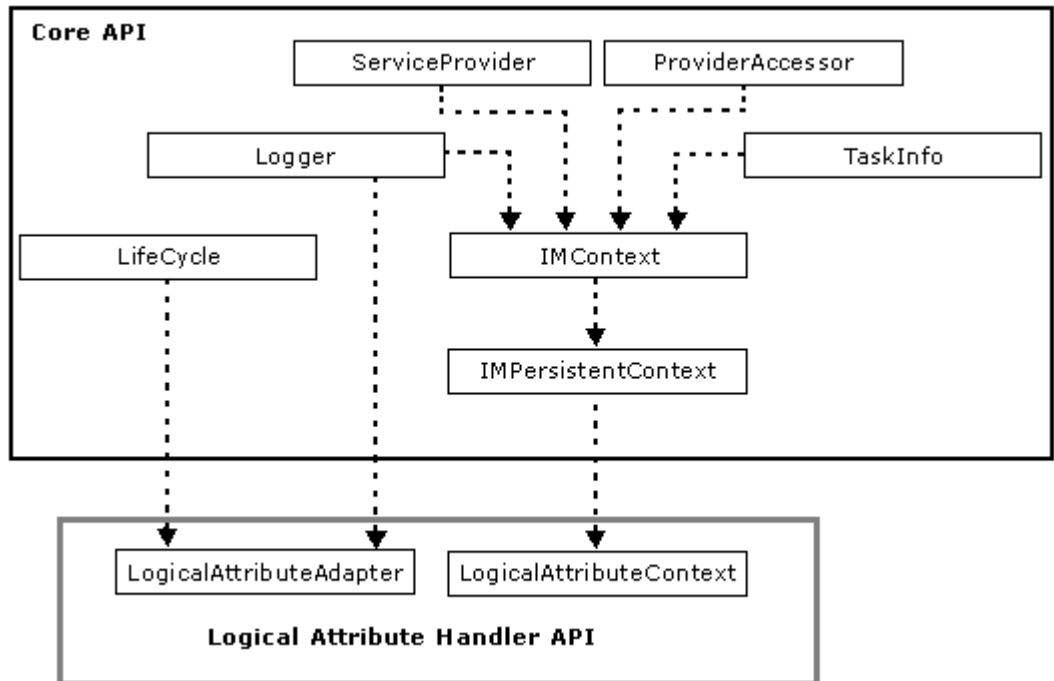 Core API
ServiceProvider
ProviderAccessor
Logger
TaskInfo
LifeCycle
IMContext
IMPersistentContext
LogicalAttributeAdapter
LogicalAttributeContext
Logical Attribute Handler API